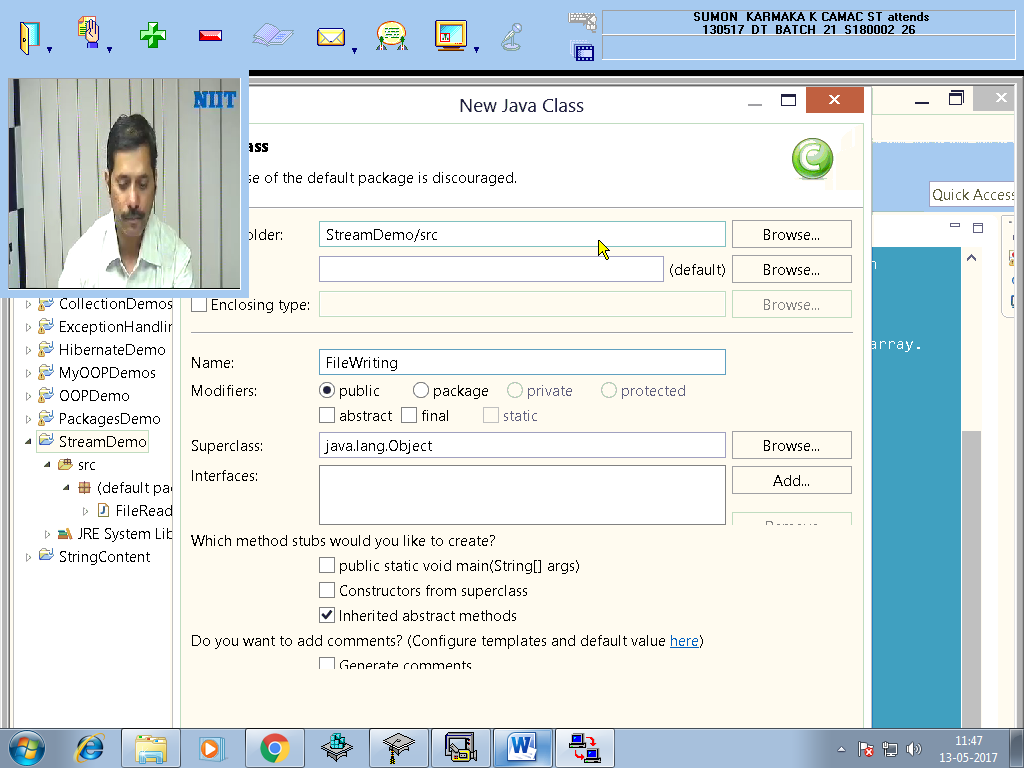 SUMON KARMAKA K CAMAC ST attends
130517 DT BATCH 21 S180002 26
NIIT
New Java Class
ass
se of the default package is discouraged.
Quick Access
older:
StreamDemo/src
Browse...
(default)
Browse...
Enclosing type:
Browse...
array.
CollectionDemos
ExceptionHandlin
HibernateDemo
MyOOPDemos
OOPDemo
PackagesDemo
StreamDemo
src
(default pa
FileRead
JRE System Lib
StringContent
Name:
FileWriting
Modifiers:
public
package
private
protected
abstract
final
static
Superclass:
java.lang.Object
Browse...
Interfaces:
Add...
Remove
Which method stubs would you like to create?
public static void main(String[] args)
Constructors from superclass
Inherited abstract methods
Do you want to add comments? (Configure templates and default value here)
Generate comments
11:47
13-05-2017